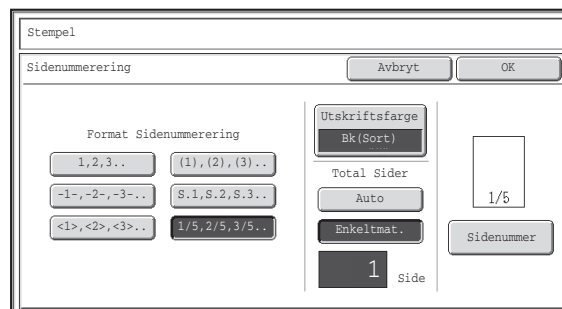 Stempel
Sidenummerering
Avbryt
OK
Format Sidenummerering
1,2,3..
(1),(2),(3)..
-1-,-2-,-3-..
S.1,S.2,S.3..
<1>,<2>,<3>..
1/5,2/5,3/5..
Utskriftsfarge
Bk(Sort)
Total Sider
Auto
Enkeltmat.
1 Side
1/5
Sidenummer